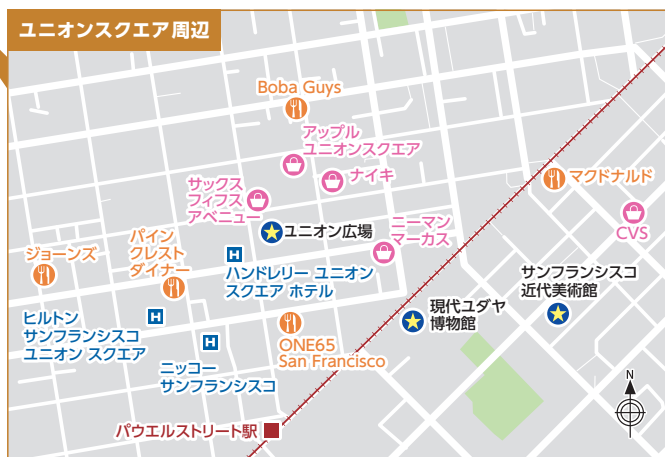 ユニオンスクエア周辺
Boba Guys
アップル
ユニオンスクエア
ナイキ
マクドナルド
サックス
フィフス
アベニュー
CVS
ユニオン広場
ニーマン
マーカス
ジョーンズ
パイン
クレスト
ダイナー
H
ハンドレリー ユニオン
スクエア ホテル
サンフランシスコ
近代美術館
ヒルトン
サンフランシスコ
ユニオン スクエア
H
H
ニッコー
サンフランシスコ
ONE65
San Francisco
現代ユダヤ
博物館
N
パウエルストリート駅